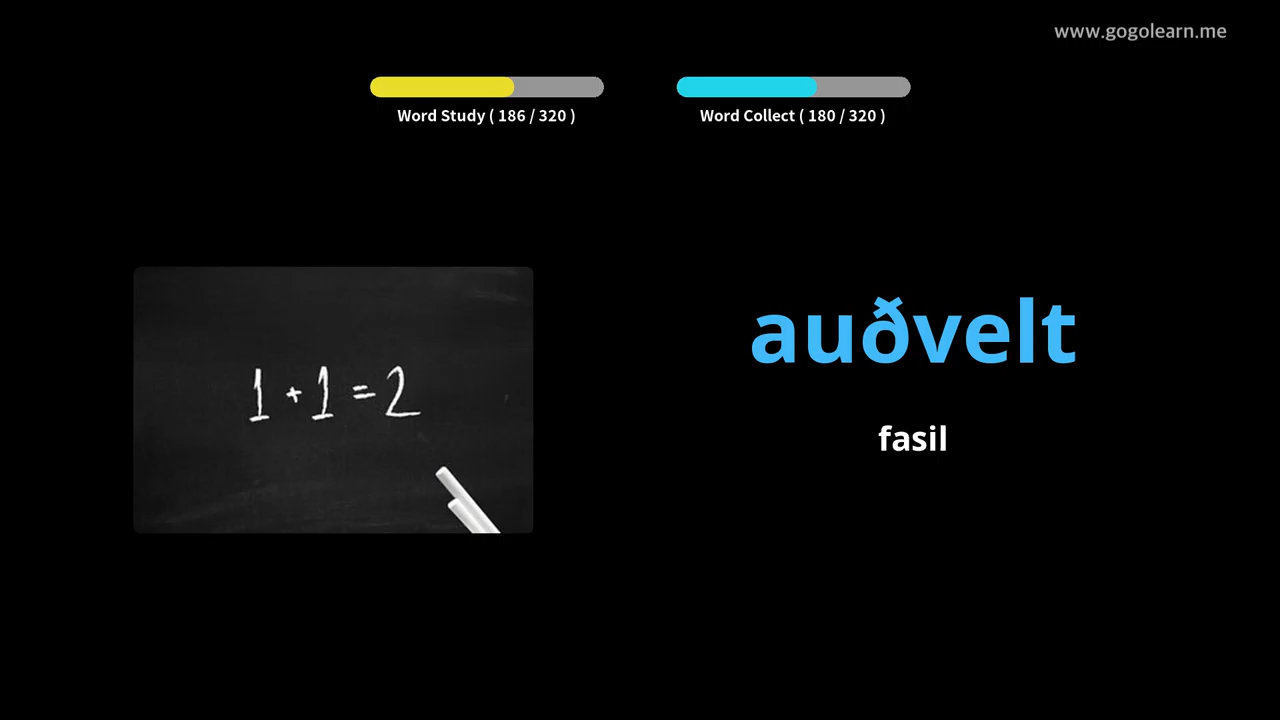 www.gogolearn.me
Word Study ( 186 / 320 )
Word Collect ( 180 / 320 )
1 + 1 = 2
auðvelt
fasil